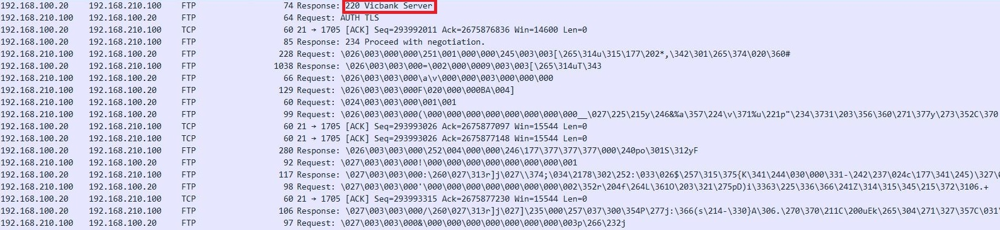 192.168.100.20 192.168.210.100 FTP 74 Response: 220 Vicbank Server
192.168.210.100 192.168.100.20 FTP 64 Request: AUTH TLS
192.168.100.20 192.168.210.100 TCP 60 21 → 1705 [ACK] Seq=293992011 Ack=2675876836 Win=14600 Len=0
192.168.100.20 192.168.210.100 FTP 85 Response: 234 Proceed with negotiation.
192.168.210.100 192.168.100.20 FTP 228 Request: \026\003\000\000\251\001\000\000\245\003\003[\265\314u\315\177\202*,\342\301\265\374\020\360#
192.168.100.20 192.168.210.100 FTP 1038 Response: \026\003\003\000=\002\000\0009\003\003[\265\314uT\343
192.168.210.100 192.168.100.20 FTP 66 Request: \026\003\003\000\a\v\000\000\003\000\000\000
192.168.210.100 192.168.100.20 FTP 129 Request: \026\003\003\000F\020\000\000BA\004]
192.168.210.100 192.168.100.20 FTP 60 Request: \024\003\003\000\001\001
192.168.210.100 192.168.100.20 FTP 99 Request: \026\003\003\000(\000\000\000\000\000\000\000\000__\027\225\215y\246&%a\357\224\v\371%u\221p"\234\3731\203\356\360\271\377y\273\352C\370
192.168.100.20 192.168.210.100 TCP 60 21 → 1705 [ACK] Seq=293993026 Ack=2675877097 Win=15544 Len=0
192.168.100.20 192.168.210.100 TCP 60 21 → 1705 [ACK] Seq=293993026 Ack=2675877148 Win=15544 Len=0
192.168.100.20 192.168.210.100 FTP 280 Response: \026\003\003\000\252\004\000\000\246\177\377\377\377\000\240po\301S\312yF
192.168.210.100 192.168.100.20 FTP 92 Request: \027\003\003\000!\000\000\000\000\000\000\000\001
192.168.100.20 192.168.210.100 FTP 117 Response: \027\003\003\000:\260\027\313r]j\027\\374;\034\2178\302\252:\033\026$\257\315\375{K\341\244\030\000\331-\242\237\024c\177\341\245)\327\0
192.168.210.100 192.168.100.20 FTP 98 Request: \027\003\003\000'\000\000\000\000\000\000\000\002\352r\204f\264L\361O\203\321\275pD)i\3363\225\336\366\241Z\314\315\345\215\372\3106.+
192.168.100.20 192.168.210.100 TCP 60 21 → 1705 [ACK] Seq=293993315 Ack=2675877230 Win=15544 Len=0
192.168.100.20 192.168.210.100 FTP 106 Response: \027\003\003\000/\260\027\313r]j\027]\235\000\257\037\300\354P\277j:\366(s\214-\330}A\306.\270\370\211C\200uEk\265\304\271\327\357C\031\
192.168.210.100 192.168.100.20 FTP 97 Request: \027\003\003\000&\000\000\000\000\000\000\000\003p\266\232j